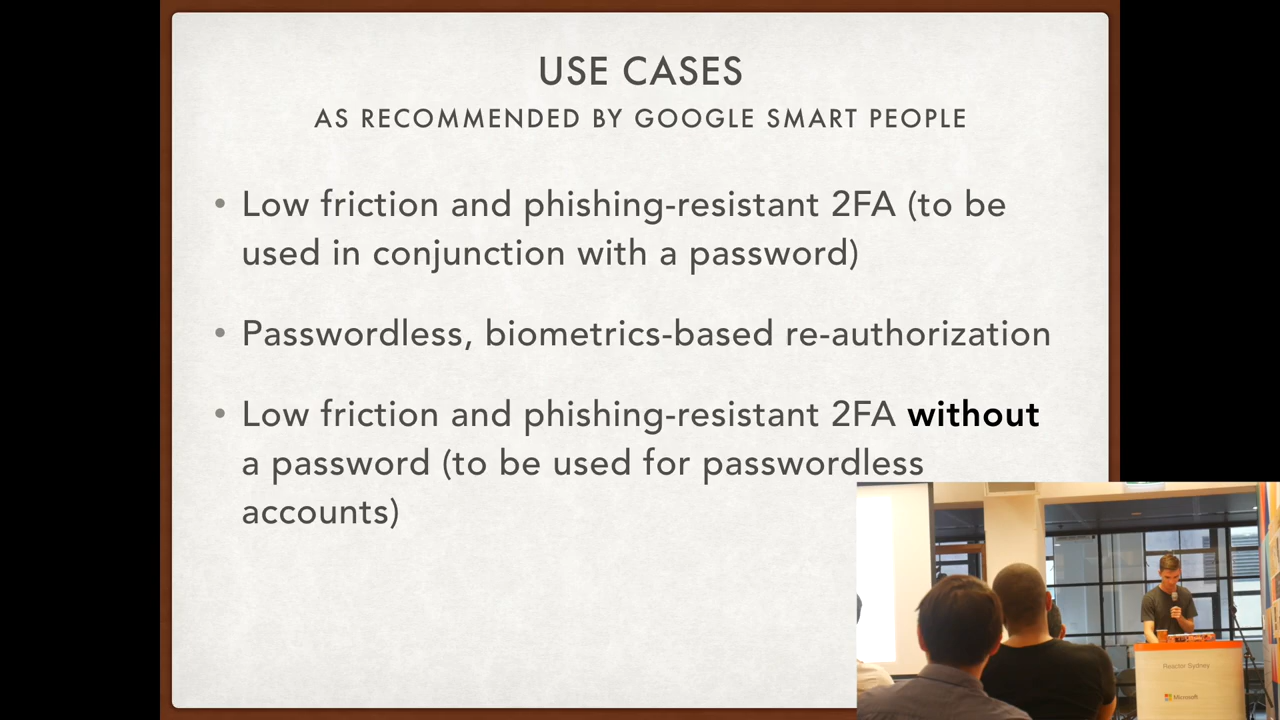 USE CASES
AS RECOMMENDED BY GOOGLE SMART PEOPLE
• Low friction and phishing-resistant 2FA (to be
used in conjunction with a password)
• Passwordless, biometrics-based re-authorization
• Low friction and phishing-resistant 2FA without
a password (to be used for passwordless
accounts)
Reactor Sydney
Microsoft